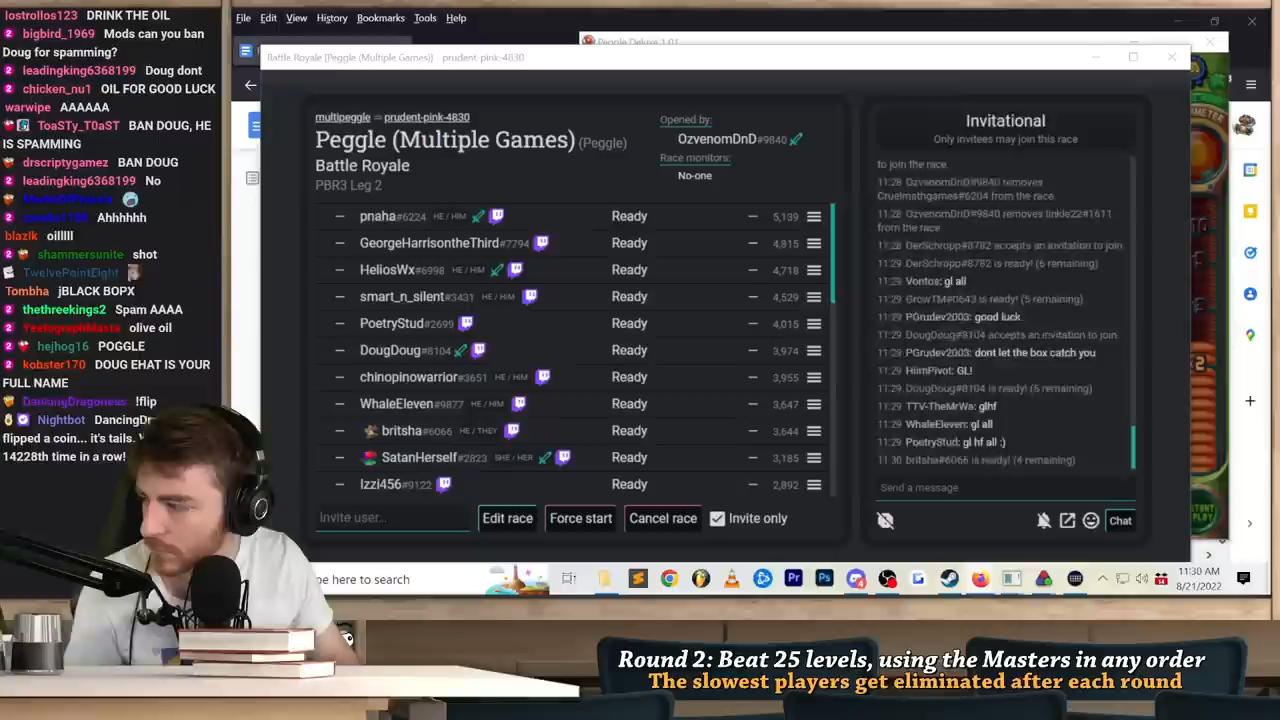 lostrollos123 DRINK THE OIL
bigbird_1969 Mods can you ban
Doug for spamming?
leadingking6368199 Doug dont
chicken_nu1 OIL FOR GOOD LUCK
warwipe AAAAAA
ToaSTy_T0aST BAN DOUG, HE
IS SPAMMING
drscriptygamez BAN DOUG
leadingking6368199 No
Ahhhhhh
blazik oilllll
shammersunite shot
TwelvePointEight
Tombha jBLACK BOPX
thethreekings2 Spam AAAA
YeetographMasta olive oil
hejhog16 POGGLE
kobster170 DOUG EHAT IS YOUR
FULL NAME
DancingDragoness !flip
Nightbot DancingDr
flipped a coin... it's tails.
14228th time in a row!
File Edit View History Bookmarks Tools Help
Peggle Deluxe 1.01
Battle Royale [Peggle (Multiple Games)] prudent-pink-4830
multipeggle prudent-pink-4830
Peggle (Multiple Games) (Peggle)
Battle Royale
PBR3 Leg 2
Opened by:
OzvenomDnD#9840
Race monitors:
No-one
pnaha#6224 HE / HIM Ready — 5,139
GeorgeHarrisontheThird#7794 Ready — 4,815
HeliosWx#6998 HE / HIM Ready — 4,718
smart_n_silent#3431 HE / HIM Ready — 4,529
PoetryStud#2699 Ready — 4,015
DougDoug#8104 Ready — 3,974
chinopinowarrior#3651 HE / HIM Ready — 3,955
WhaleEleven#9877 HE / HIM Ready — 3,647
britsha#6066 HE / THEY Ready — 3,644
SatanHerself#2823 SHE / HER Ready — 3,185
Izzl456#9122 Ready — 2,892
Invite user...
Edit race
Force start
Cancel race
Invite only
Invitational
Only invitees may join this race
to join the race.
11:28 OzvenomDnD#9840 removes
Cruelmathgames#6204 from the race.
11:28 OzvenomDnD#9840 removes linkle22#1611
from the race
11:28 DerSchropp#8782 accepts an invitation to join.
11:29 DerSchropp#8782 is ready! (6 remaining)
11:29 Vontos: gl all
11:29 GrowTM#0643 is ready! (5 remaining)
11:29 PGrudev2003: good luck
11:29 DougDoug#8104 accepts an invitation to join.
11:29 PGrudev2003: dont let the box catch you
11:29 HiimPivot: GL!
11:29 DougDoug#8104 is ready! (5 remaining)
11:29 TTV-TheMrWa: glhf
11:29 WhaleEleven: gl all
11:29 PoetryStud: gl hf all :)
11:30 britsha#6066 is ready! (4 remaining)
Send a message
Chat
pe here to search
11:30 AM
8/21/2022
Round 2: Beat 25 levels, using the Masters in any order
The slowest players get eliminated after each round